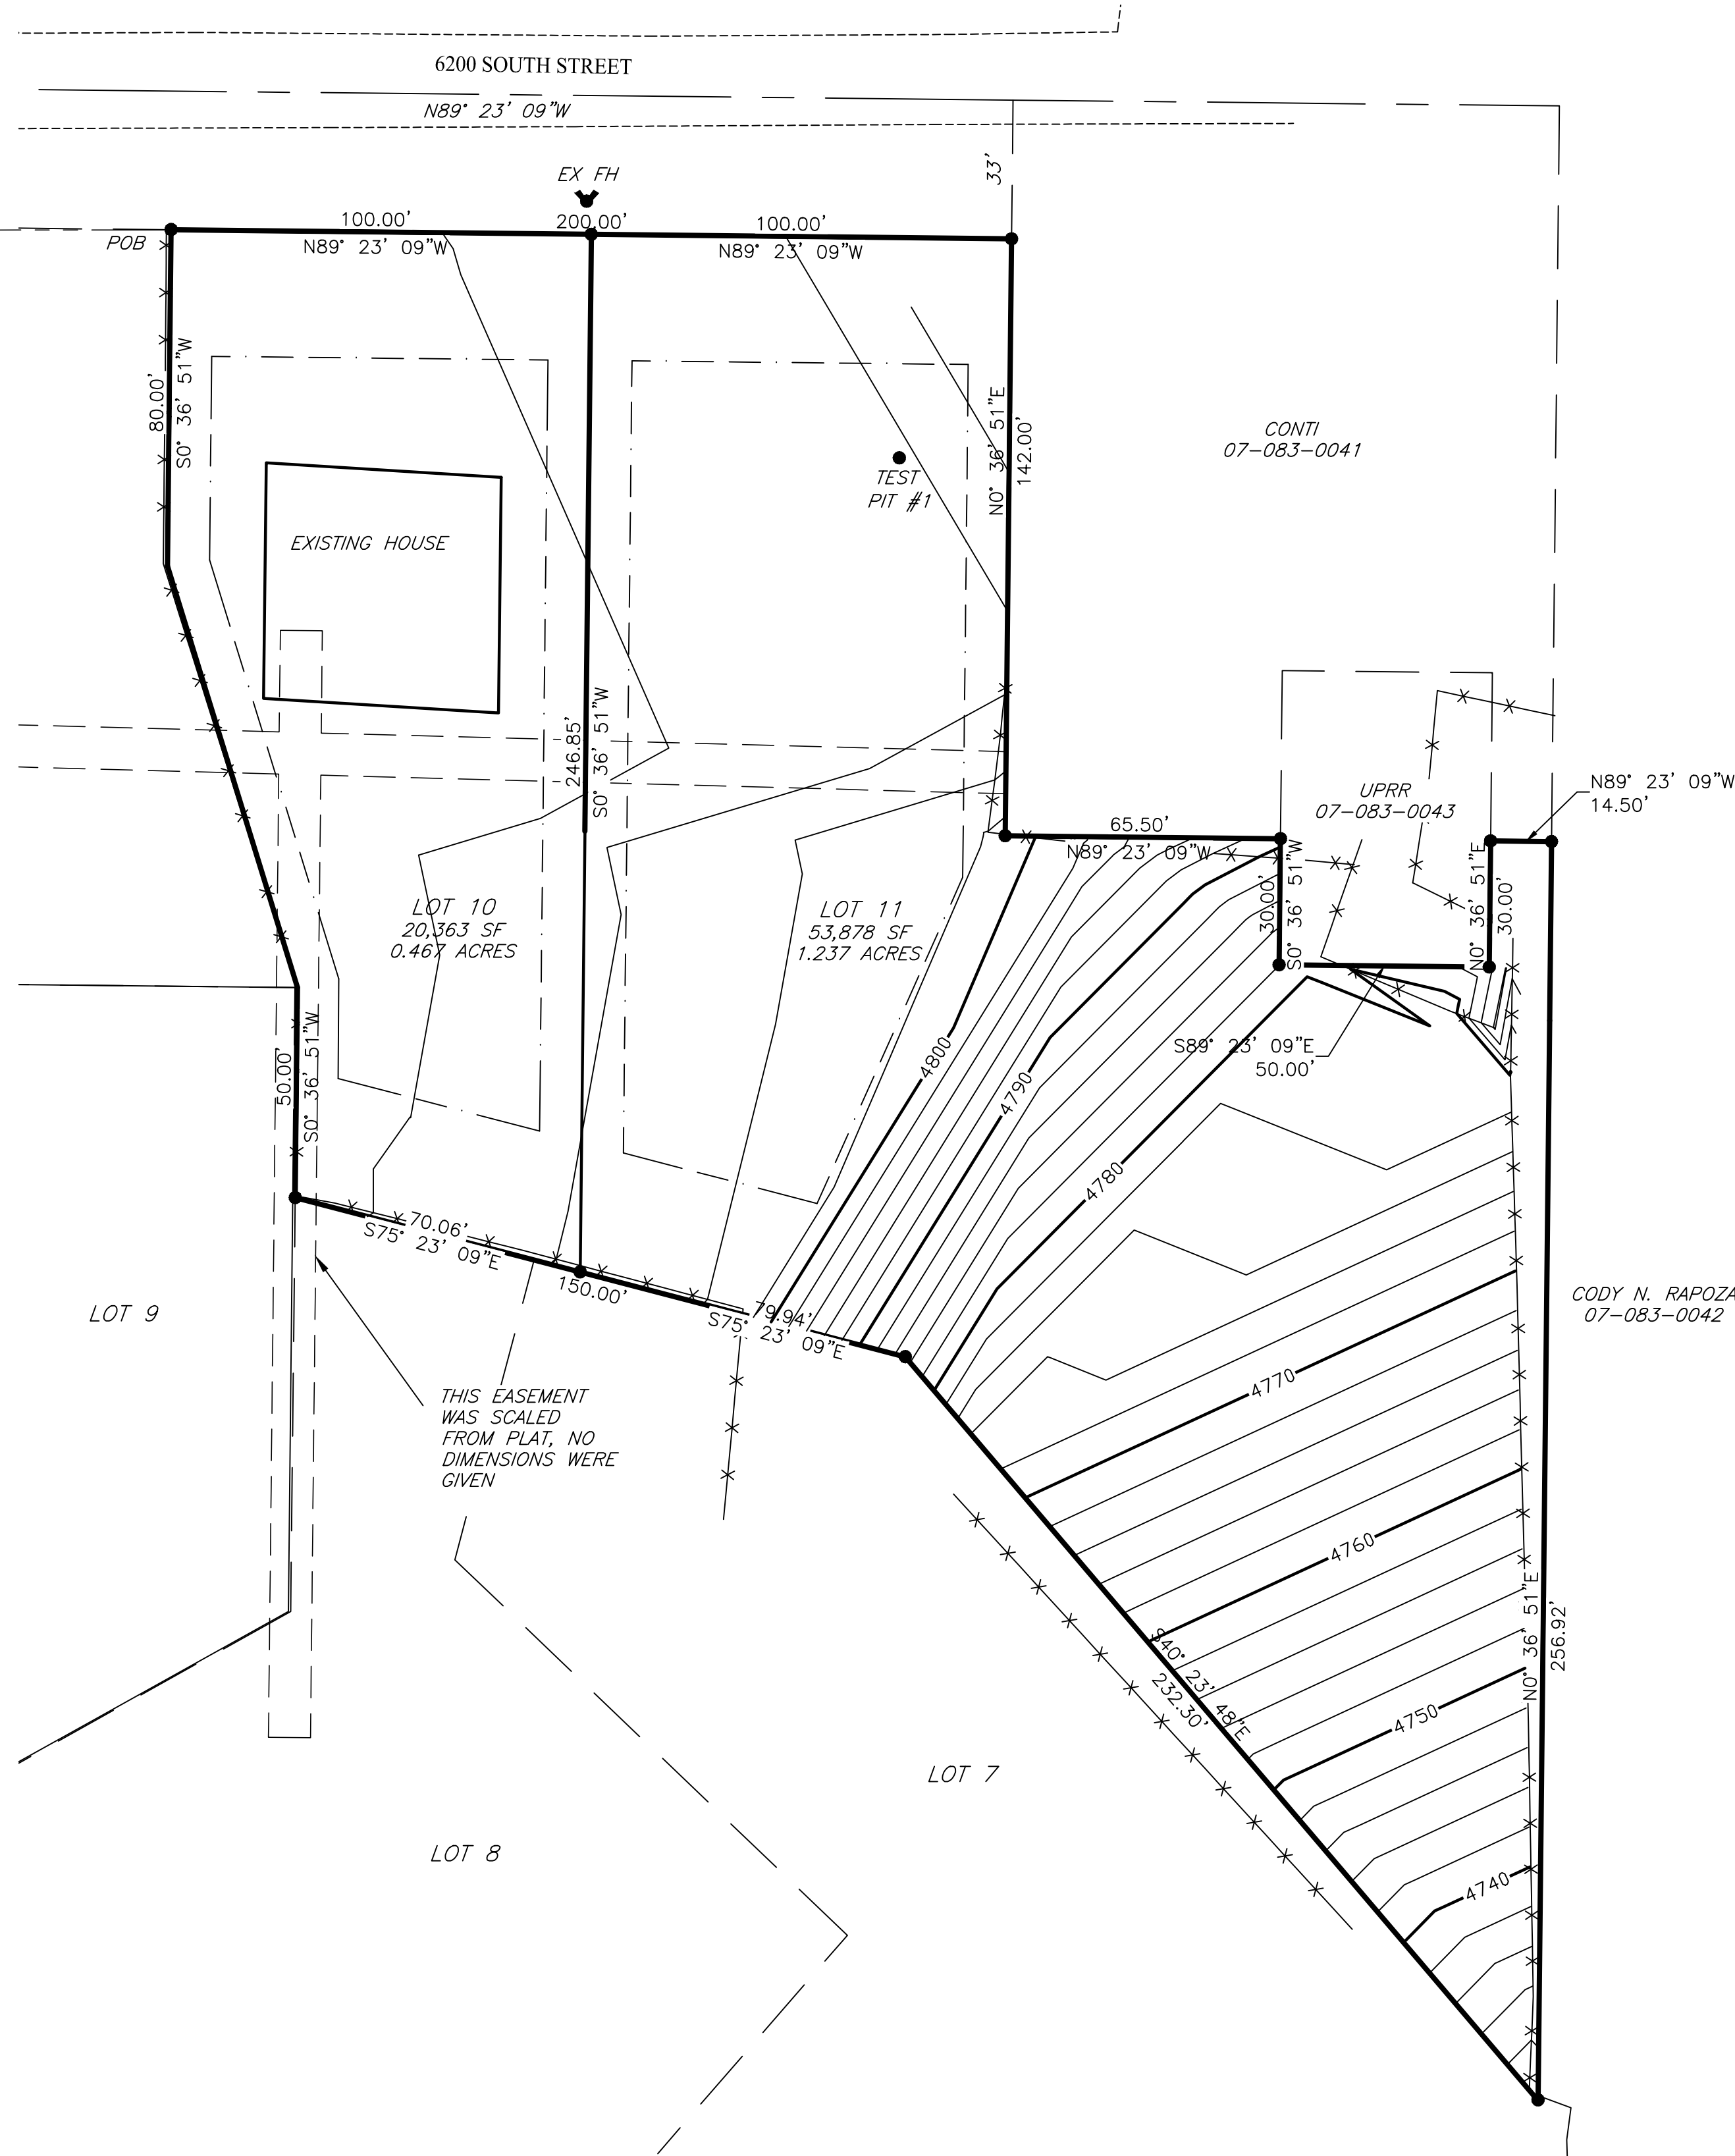 6200 SOUTH STREET
N89° 23' 09"W
33'
EX FH
100.00'
200.00'
100.00'
POB
N89° 23' 09"W
N89° 23' 09"W
80.00'
S0° 36' 51"W
N0° 36' 51"E
142.00'
CONTI
07-083-0041
TEST
PIT #1
EXISTING HOUSE
246.85'
S0° 36' 51"W
UPRR
07-083-0043
N89° 23' 09"W
14.50'
65.50'
N89° 23' 09"W
30.00'
S0° 36' 51"W
N0° 36' 51"E
30.00'
LOT 10
20,363 SF
0.467 ACRES
LOT 11
53,878 SF
1.237 ACRES
S89° 23' 09"E
50.00'
50.00'
S0° 36' 51"W
4800
4790
4780
70.06'
S75° 23' 09"E
150.00'
79.94'
S75° 23' 09"E
LOT 9
CODY N. RAPOZA
07-083-0042
4770
THIS EASEMENT
WAS SCALED
FROM PLAT, NO
DIMENSIONS WERE
GIVEN
4760
N0° 36' 51"E
256.92'
S40° 23' 48"E
232.30'
4750
LOT 7
LOT 8
4740